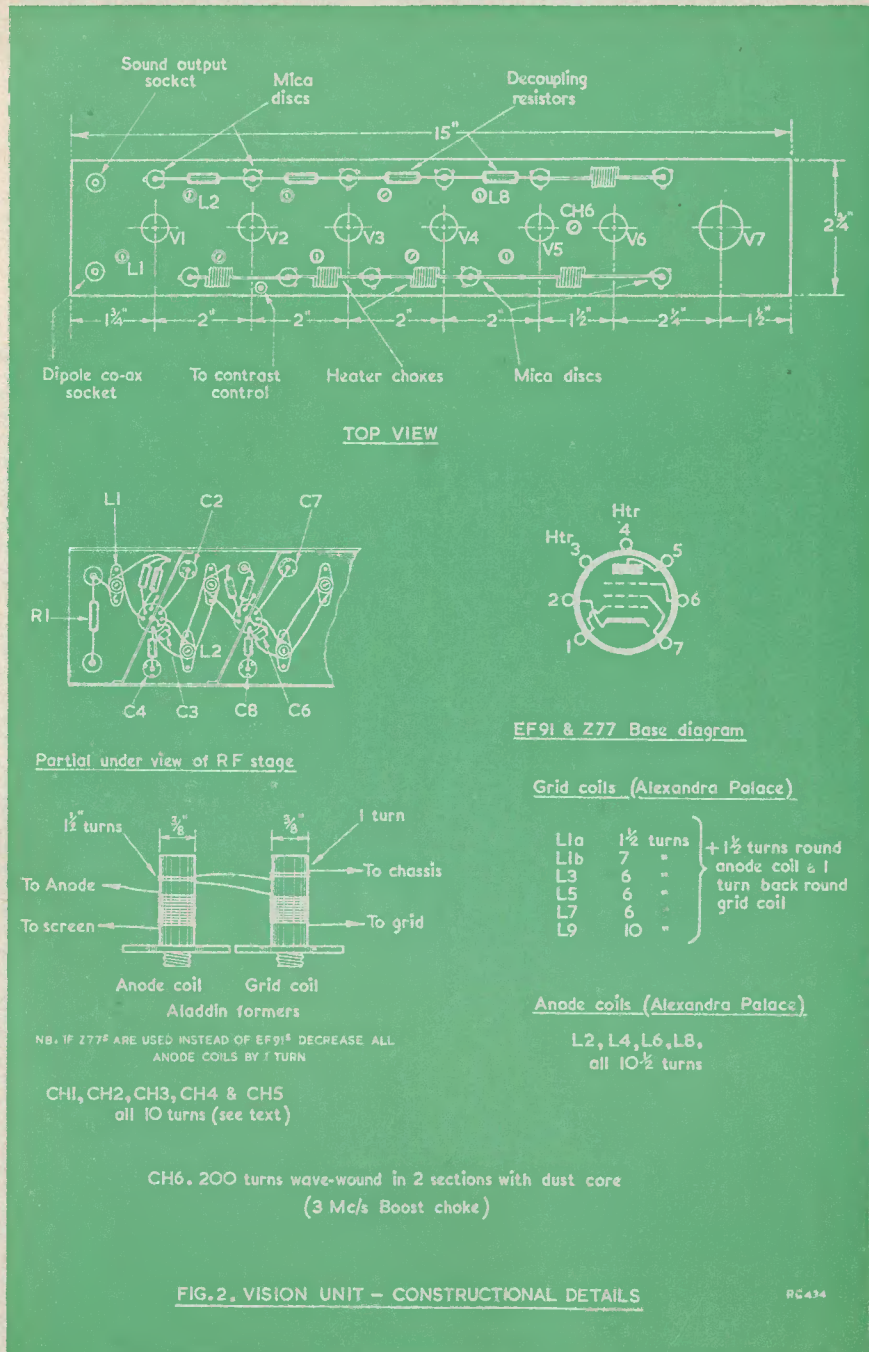 Sound output
socket
Mica
discs
Decoupling
resistors
15"
L2
L8
CH6
V1
V2
V3
V4
V5
V6
V7
2¾"
L1
1¾"
2"
2"
2"
2"
1½"
2¼"
1½"
Dipole co-ax
socket
To contrast
control
Heater chokes
Mica discs
TOP VIEW
L1
C2
C7
R1
L2
C4
C3
C8
C6
Partial under view of RF stage
Htr
4
Htr
3
5
2
6
1
7
EF91 & Z77 Base diagram
1½" turns
⅜"
⅜"
1 turn
To chassis
To Anode
To screen
To grid
Anode coil
Grid coil
Aladdin formers
NB. IF Z77s ARE USED INSTEAD OF EF91s DECREASE ALL
ANODE COILS BY 1 TURN
Grid coils (Alexandra Palace)
L1a 1½ turns
L1b 7 "
L3 6 "
L5 6 "
L7 6 "
L9 10 "
+ 1½ turns round
anode coil & 1
turn back round
grid coil
Anode coils (Alexandra Palace)
L2, L4, L6, L8,
all 10½ turns
CH1, CH2, CH3, CH4 & CH5
all 10 turns (see text)
CH6. 200 turns wave-wound in 2 sections with dust core
(3 Mc/s Boost choke)
FIG. 2. VISION UNIT – CONSTRUCTIONAL DETAILS